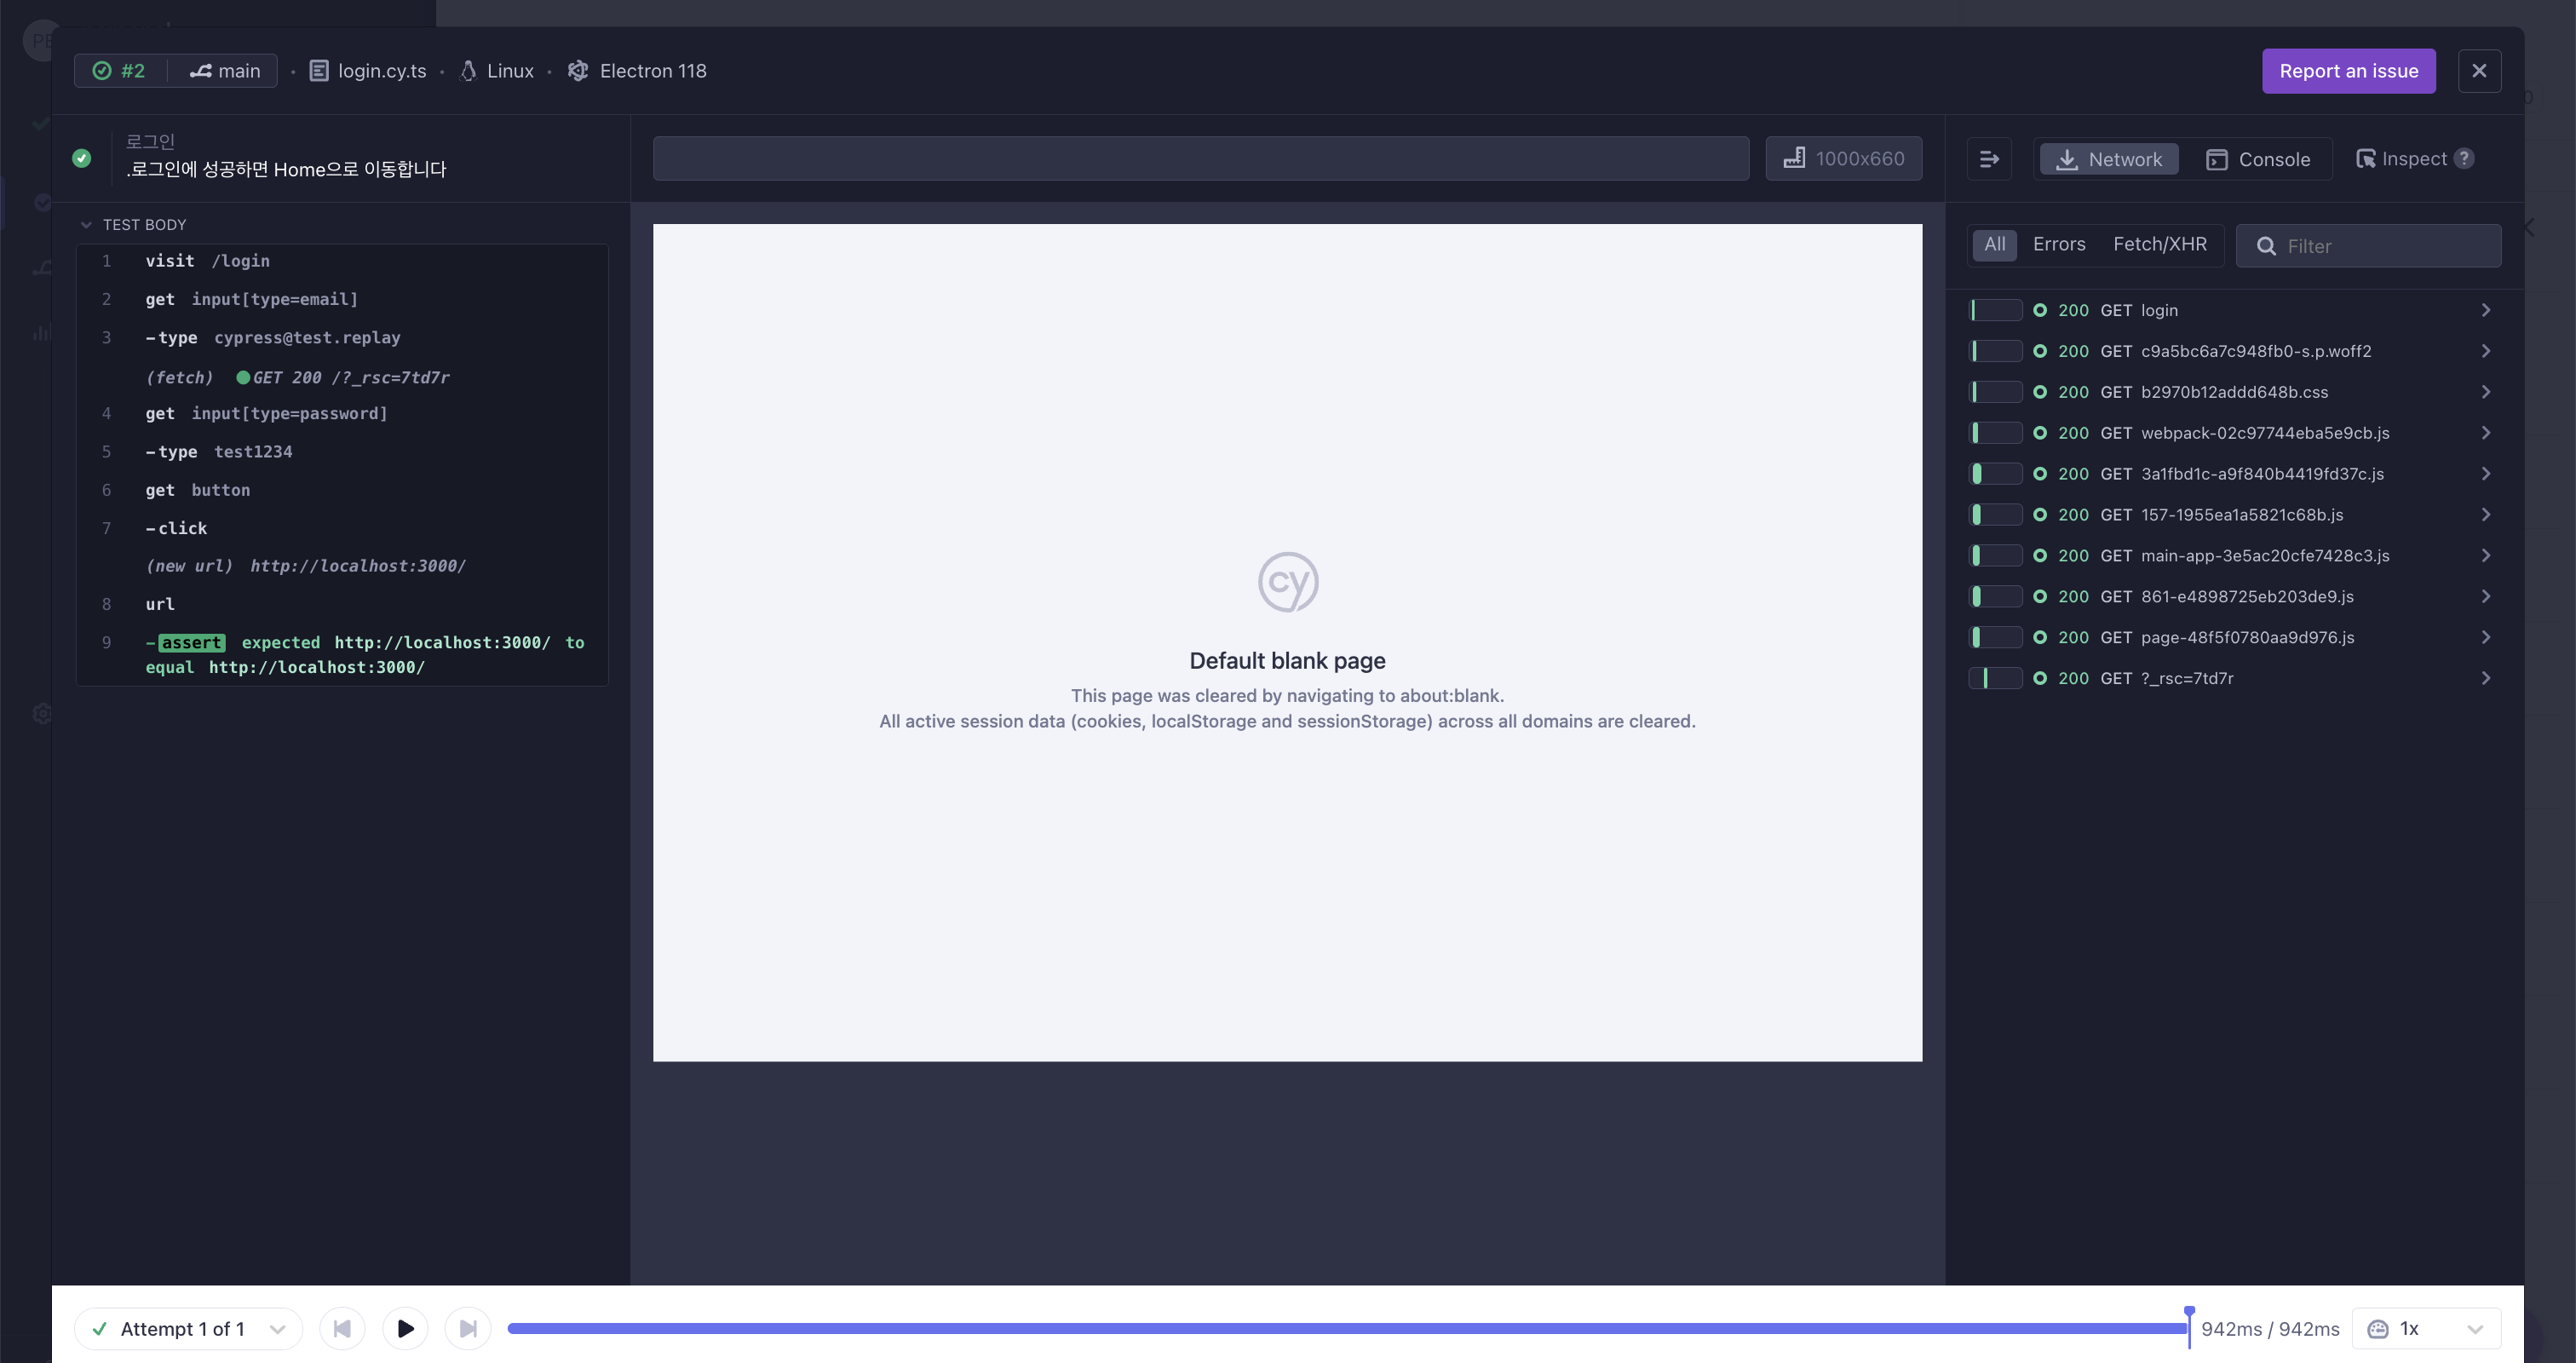 #2 main · login.cy.ts · Linux · Electron 118
Report an issue
로그인
.로그인에 성공하면 Home으로 이동합니다
1000x660
Network
Console
Inspect ?
TEST BODY
1 visit /login
2 get input[type=email]
3 -type cypress@test.replay
(fetch) GET 200 /?_rsc=7td7r
4 get input[type=password]
5 -type test1234
6 get button
7 -click
(new url) http://localhost:3000/
8 url
9 -assert expected http://localhost:3000/ to
equal http://localhost:3000/
cy
Default blank page
This page was cleared by navigating to about:blank.
All active session data (cookies, localStorage and sessionStorage) across all domains are cleared.
All Errors Fetch/XHR
Filter
200 GET login
200 GET c9a5bc6a7c948fb0-s.p.woff2
200 GET b2970b12addd648b.css
200 GET webpack-02c97744eba5e9cb.js
200 GET 3a1fbd1c-a9f840b4419fd37c.js
200 GET 157-1955ea1a5821c68b.js
200 GET main-app-3e5ac20cfe7428c3.js
200 GET 861-e4898725eb203de9.js
200 GET page-48f5f0780aa9d976.js
200 GET ?_rsc=7td7r
Attempt 1 of 1
942ms / 942ms
1x